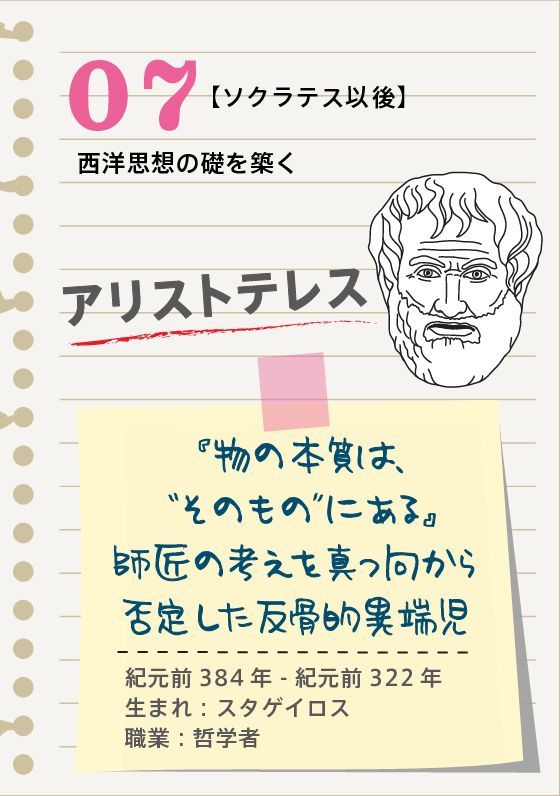 07
【ソクラテス以後】
西洋思想の礎を築く
アリストテレス
『物の本質は、
“そのもの”にある』
師匠の考えを真っ向から
否定した反骨的異端児
紀元前 384 年 - 紀元前 322 年
生まれ：スタゲイロス
職業：哲学者